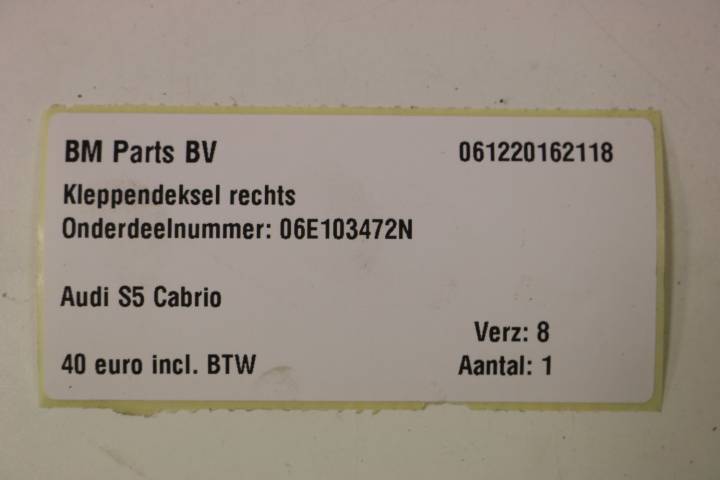 BM Parts BV 061220162118
Kleppendeksel rechts
Onderdeelnummer: 06E103472N
Audi S5 Cabrio
Verz: 8
40 euro incl. BTW Aantal: 1